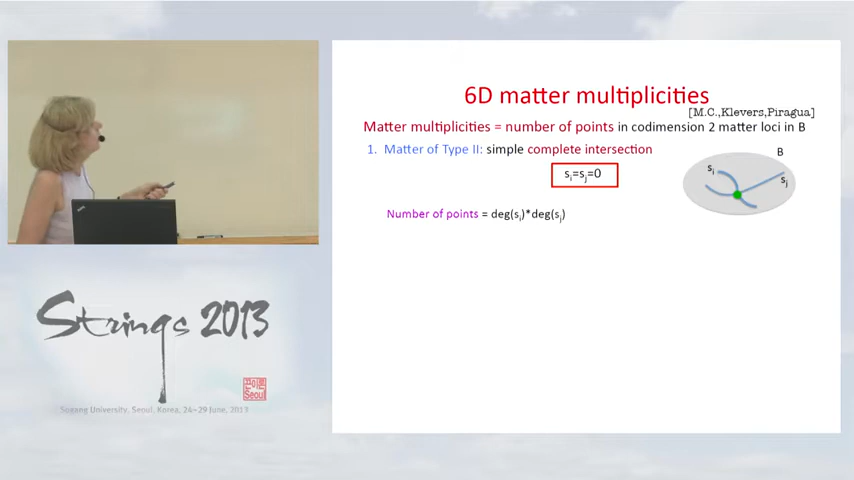 6D matter multiplicities
[M.C.,Klevers,Piragua]
Matter multiplicities = number of points in codimension 2 matter loci in B
1. Matter of Type II: simple complete intersection
B
si
sj
si=sj=0
Number of points = deg(si)*deg(sj)
Strings 2013
Seoul
Sogang University, Seoul, Korea, 24-29 June, 2013